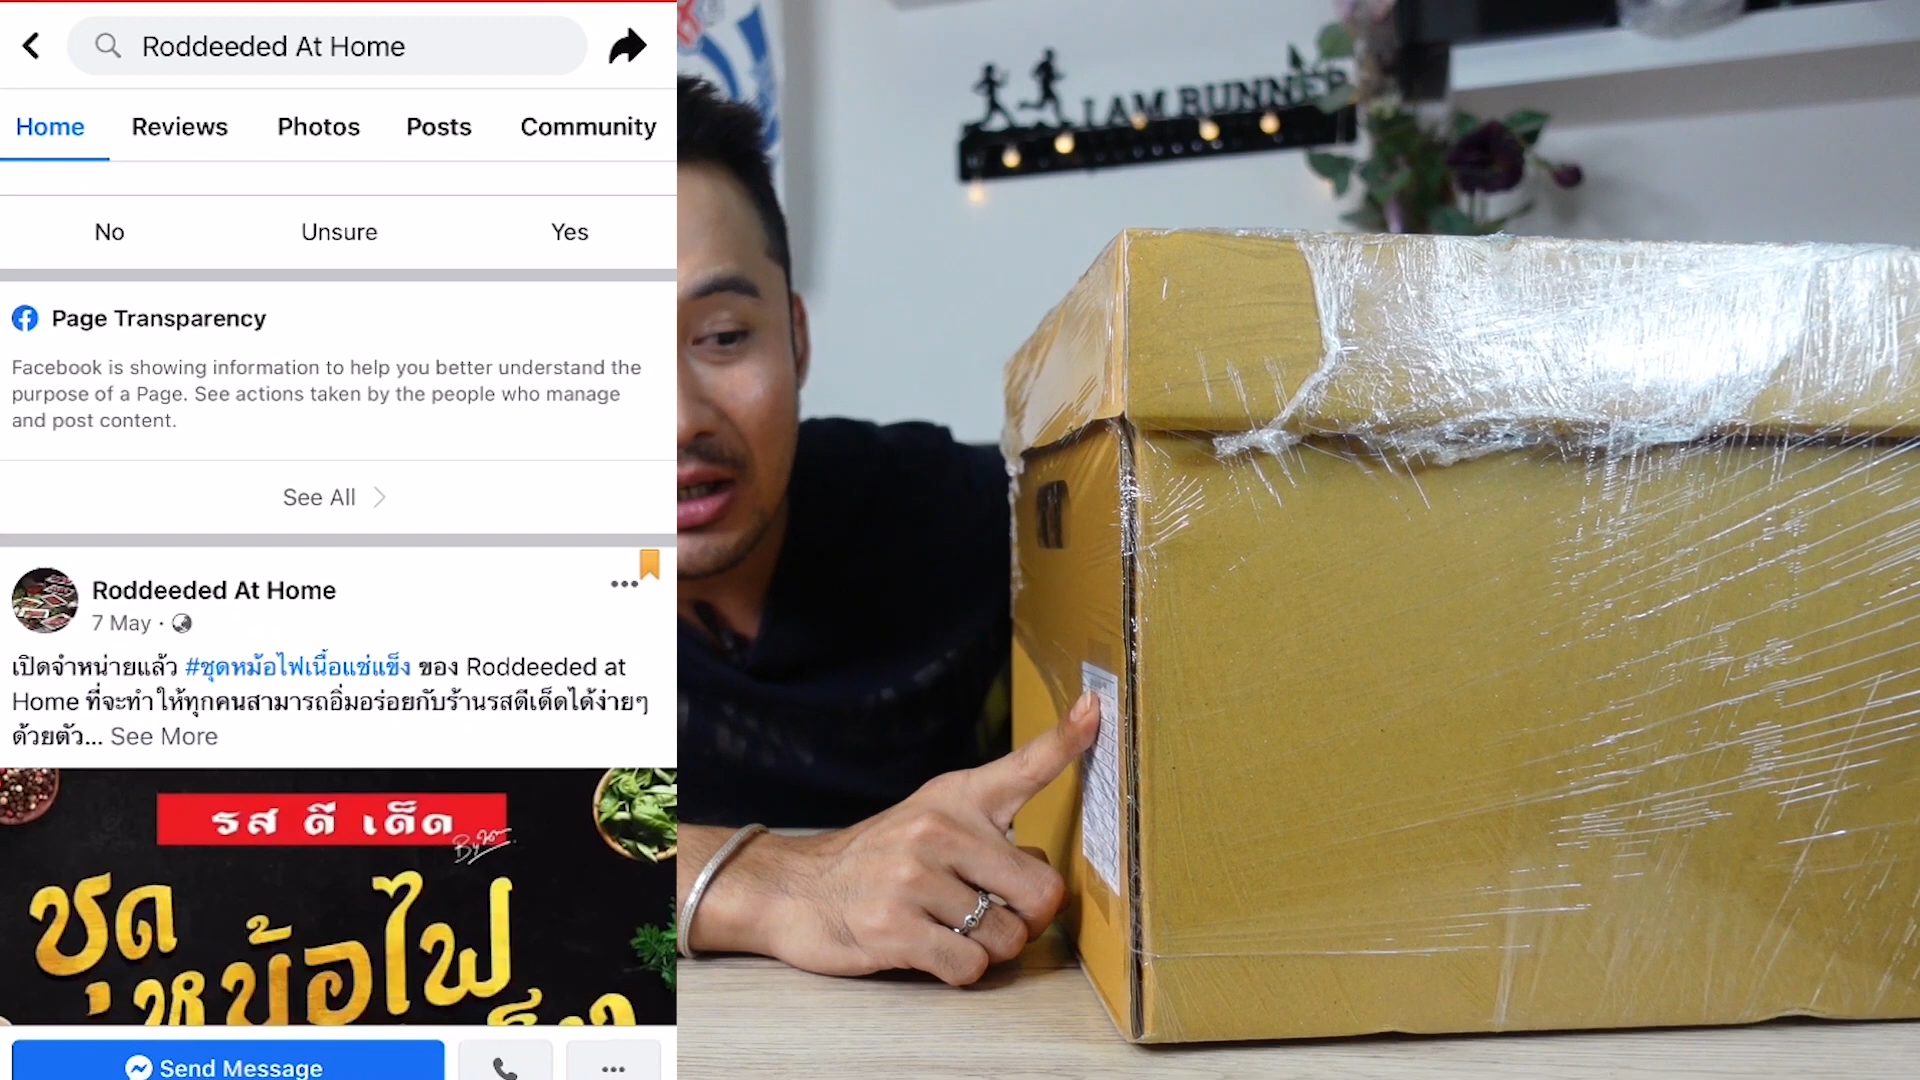 Roddeeded At Home
Home Reviews Photos Posts Community
No Unsure Yes
Page Transparency
Facebook is showing information to help you better understand the
purpose of a Page. See actions taken by the people who manage
and post content.
See All
Roddeeded At Home
7 May
เปิดจำหน่ายแล้ว #ชุดหม้อไฟเนื้อแช่แข็ง ของ Roddeeded at
Home ที่จะทำให้ทุกคนสามารถอิ่มอร่อยกับร้านรสดีเด็ดได้ง่ายๆ
ด้วยตัว... See More
รสดีเด็ด
ชุด
หม้อไฟ
Send Message
I AM RUNNER